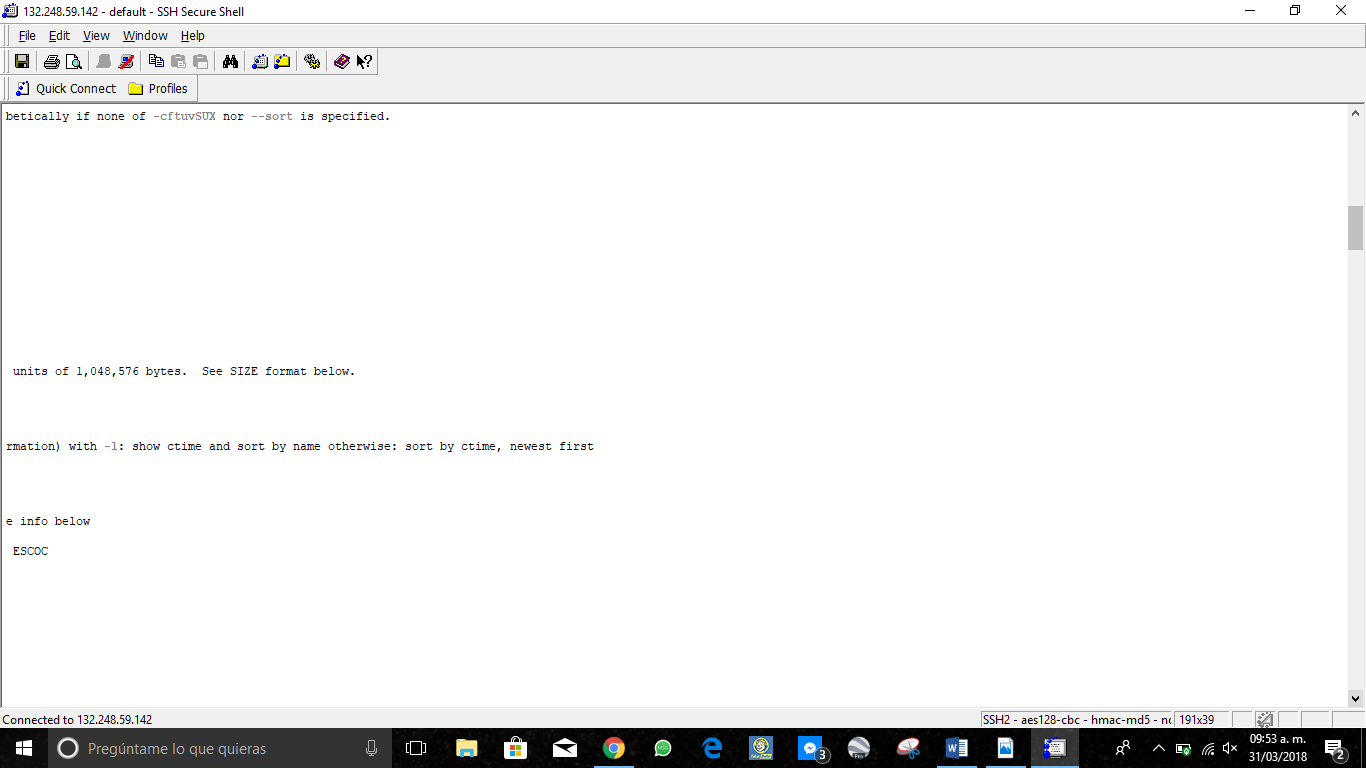 132.248.59.142 - default - SSH Secure Shell
File Edit View Window Help
Quick Connect Profiles
betically if none of -cftuvSUX nor --sort is specified.
units of 1,048,576 bytes. See SIZE format below.
rmation) with -l: show ctime and sort by name otherwise: sort by ctime, newest first
e info below
ESCOC
Connected to 132.248.59.142
SSH2 - aes128-cbc - hmac-md5 - nc
191x39
Pregúntame lo que quieras
3
Pro
09:53 a. m.
31/03/2018
2